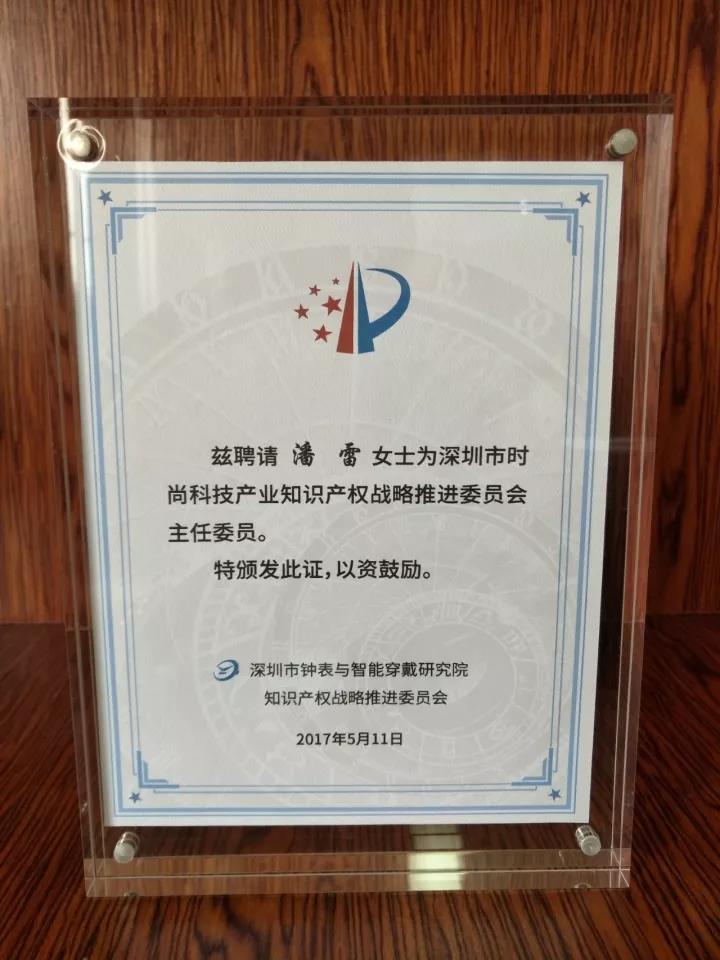 兹聘请 潘 雷 女士为深圳市时
尚科技产业知识产权战略推进委员会
主任委员。
特颁发此证，以资鼓励。
深圳市钟表与智能穿戴研究院
知识产权战略推进委员会
2017年5月11日